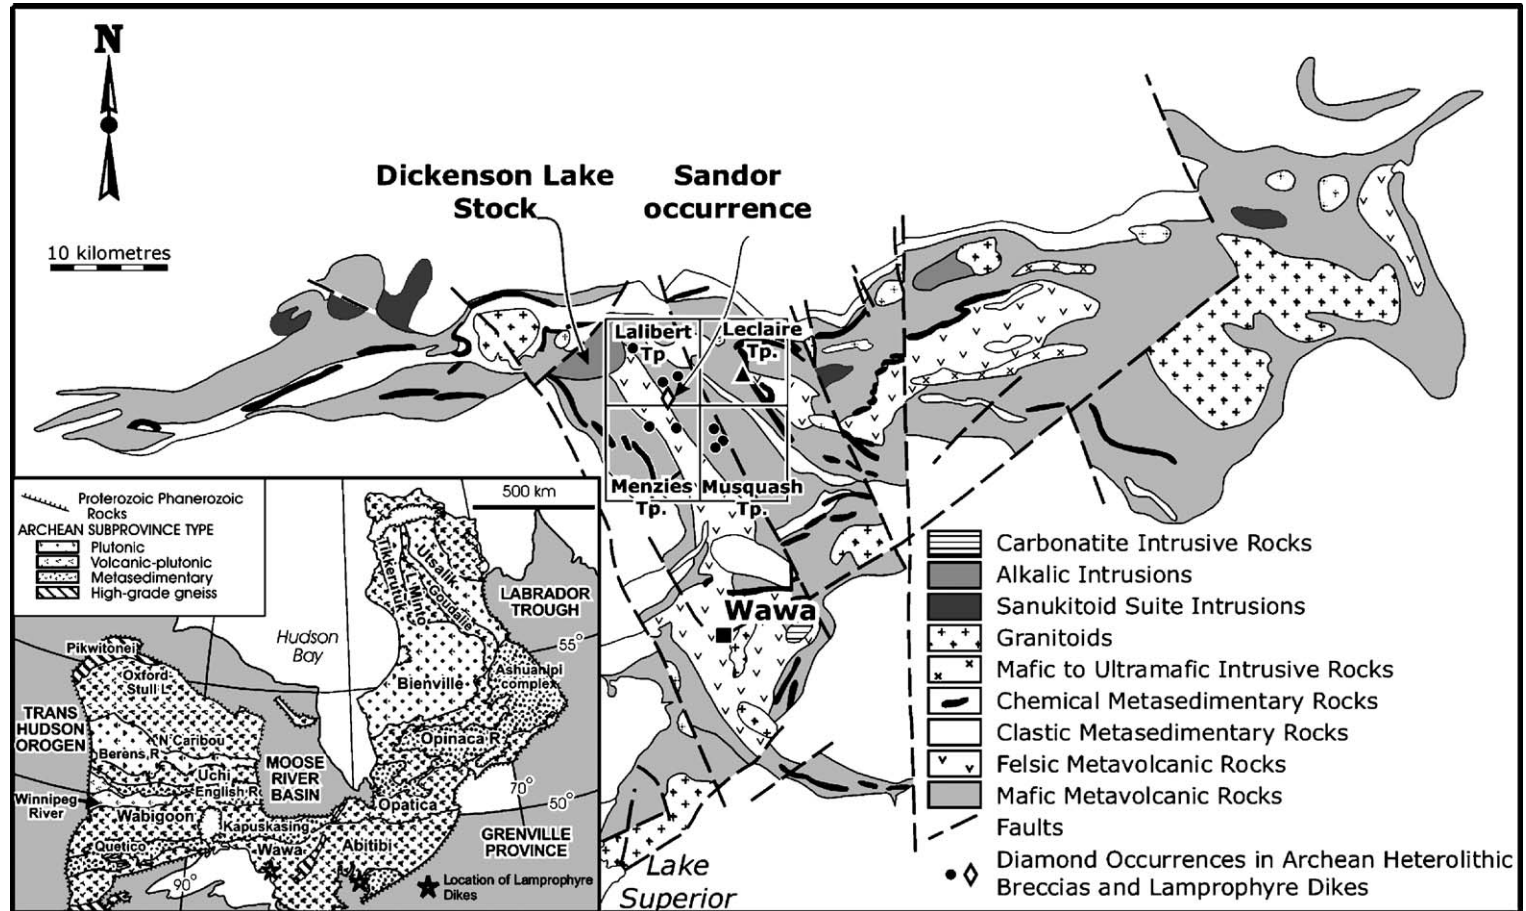 N
10 kilometres
Dickenson Lake
Stock
Sandor
occurrence
Lalibert
Tp
Leclaire
Tp.
Menzies
Tp.
Musquash
Tp.
Wawa
Lake
Superior
Carbonatite Intrusive Rocks
Alkalic Intrusions
Sanukitoid Suite Intrusions
Granitoids
Mafic to Ultramafic Intrusive Rocks
Chemical Metasedimentary Rocks
Clastic Metasedimentary Rocks
Felsic Metavolcanic Rocks
Mafic Metavolcanic Rocks
Faults
Diamond Occurrences in Archean Heterolithic
Breccias and Lamprophyre Dikes
Proterozoic Phanerozoic
Rocks
ARCHEAN SUBPROVINCE TYPE
Plutonic
Volcanic-plutonic
Metasedimentary
High-grade gneiss
500 km
Tikerutuk
Utsalik
L. Minto
Goudalie
LABRADOR
TROUGH
Hudson
Bay
55°
Pikwitonei
Oxford-
Stull L.
Bienville
Ashuanipi
complex
TRANS
HUDSON
OROGEN
N Caribou
Berens R.
Opinaca R
MOOSE
RIVER
BASIN
Uchi
English R.
Winnipeg
River
Wabigoon
Kapuskasing
Opatica
70°
50°
Quetico
Wawa
Abitibi
GRENVILLE
PROVINCE
90°
Location of Lamprophyre
Dikes